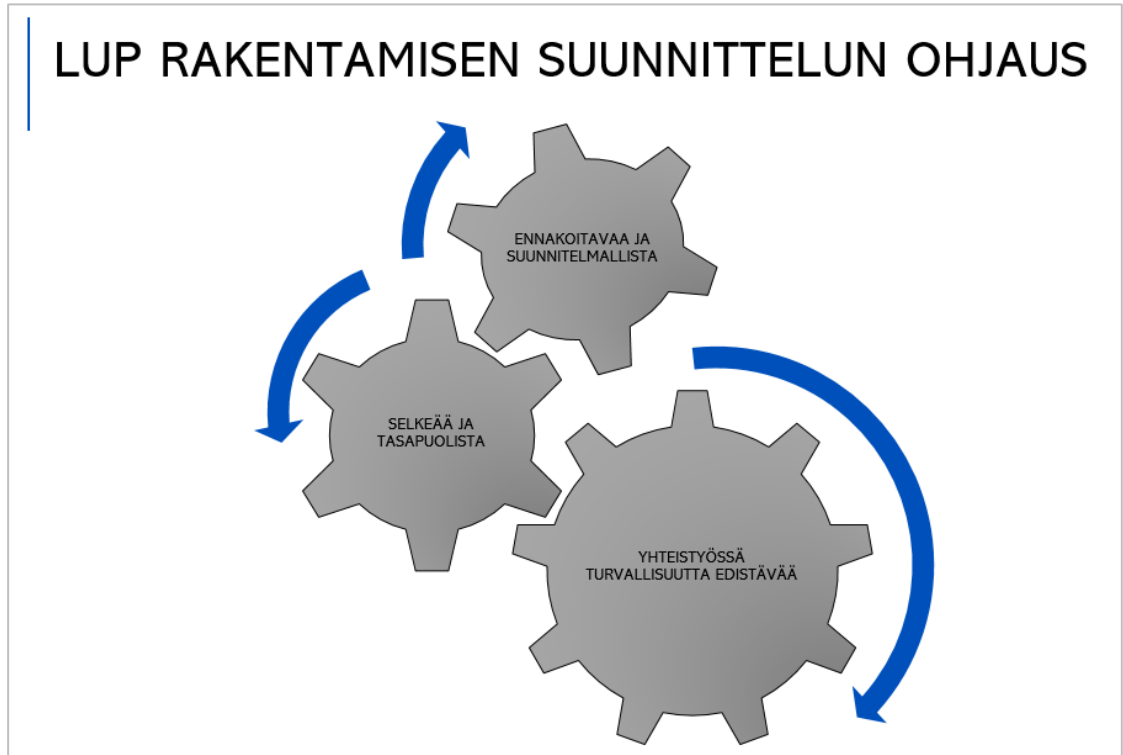 LUP RAKENTAMISEN SUUNNITTELUN OHJAUS
ENNAKOITAVAA JA
SUUNNITELMALLISTA
SELKEÄÄ JA
TASAPUOLISTA
YHTEISTYÖSSÄ
TURVALLISUUTTA EDISTÄVÄÄ